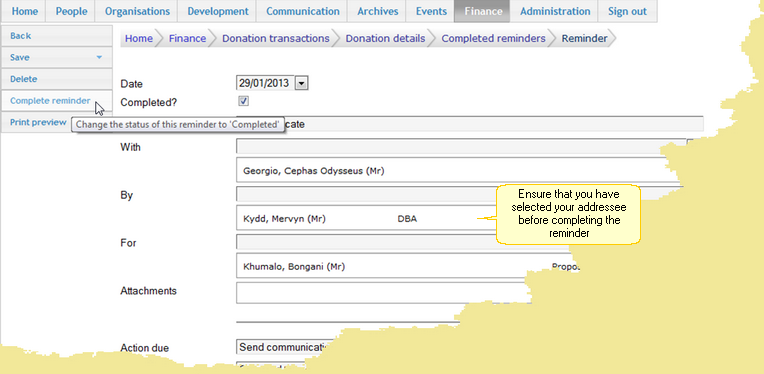 Home People Organisations Development Communication Archives Events Finance Administration Sign out
Back
Save
Delete
Complete reminder
Print preview
Home Finance Donation transactions Donation details Completed reminders Reminder
Date 29/01/2013
Completed?
Change the status of this reminder to 'Completed'
With
Georgio, Cephas Odysseus (Mr)
By
Kydd, Mervyn (Mr) DBA
Ensure that you have
selected your addressee
before completing the
reminder
For
Khumalo, Bongani (Mr)
Attachments
Action due Send communication